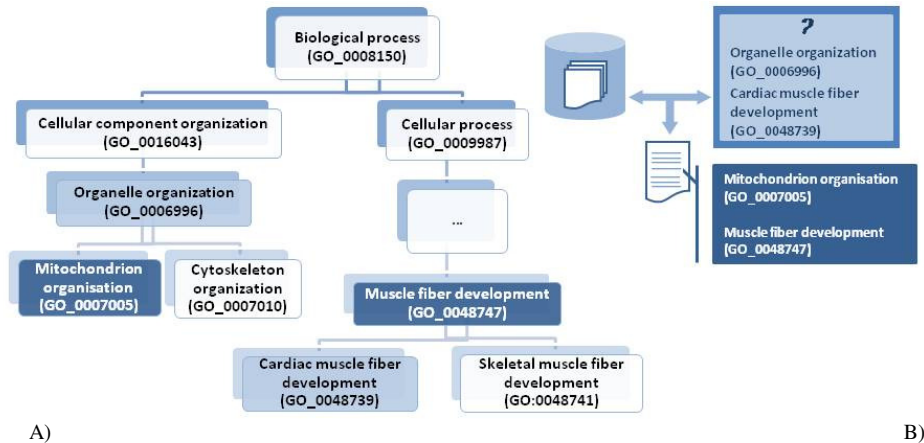 Biological process
(GO_0008150)
Cellular component organization
(GO_0016043)
Cellular process
(GO_0009987)
Organelle organization
(GO_0006996)
...
Mitochondrion
organisation
(GO_0007005)
Cytoskeleton
organization
(GO_0007010)
Muscle fiber development
(GO_0048747)
Cardiac muscle fiber
development
(GO_0048739)
Skeletal muscle fiber
development
(GO:0048741)
?
Organelle organization
(GO_0006996)
Cardiac muscle fiber
development
(GO_0048739)
Mitochondrion organisation
(GO_0007005)
Muscle fiber development
(GO_0048747)
A)
B)